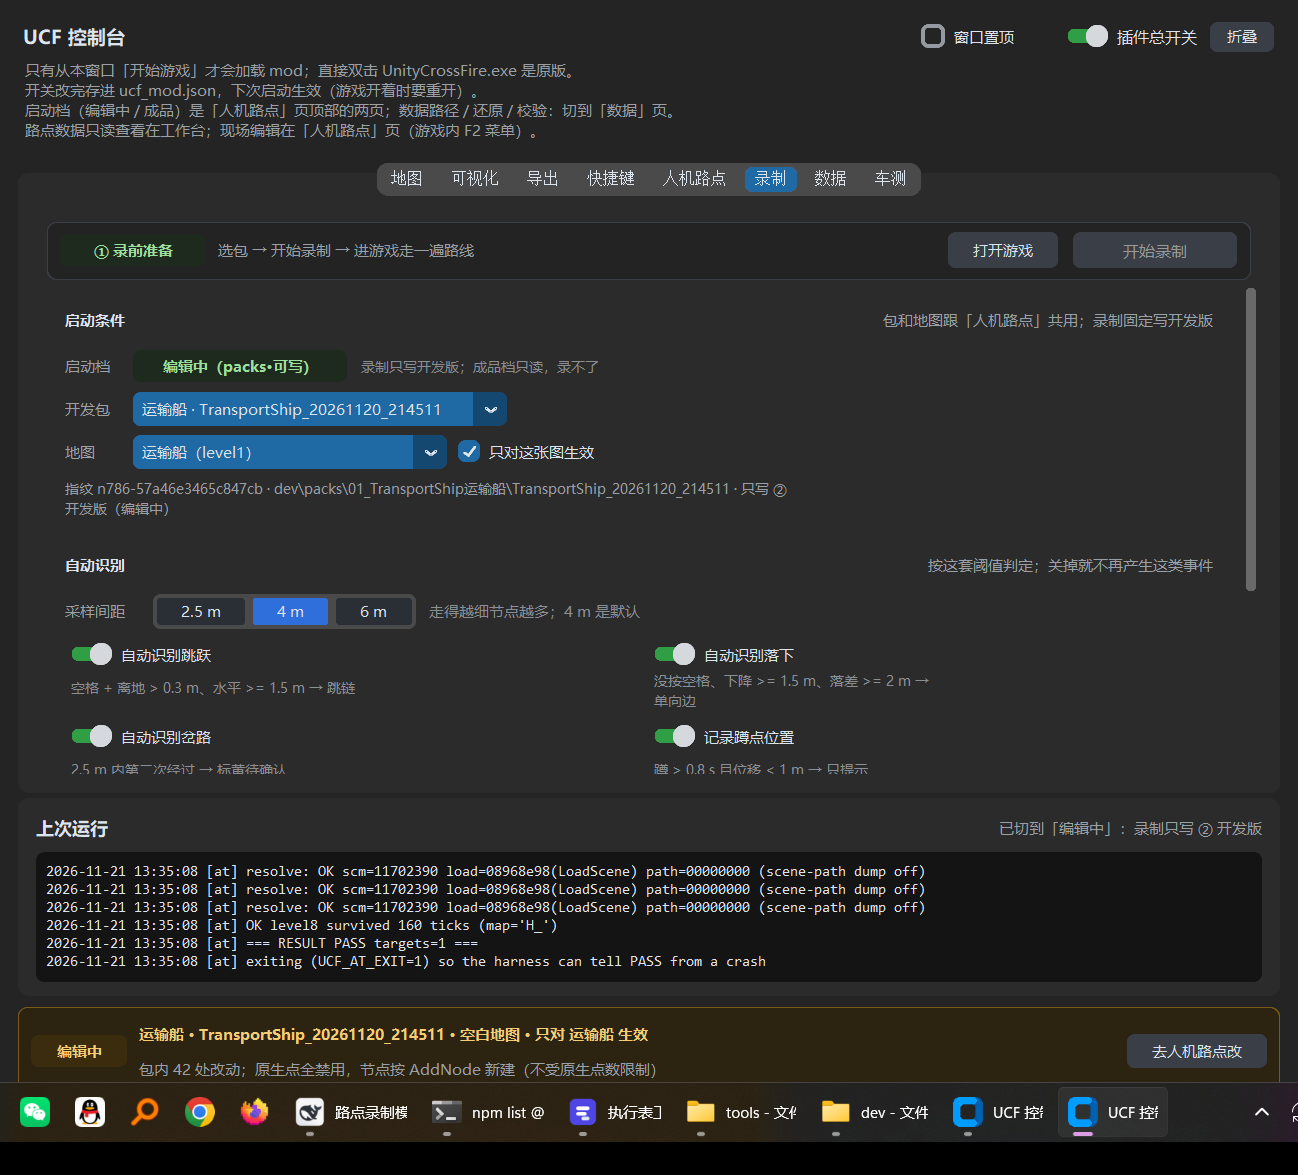 UCF 控制台
窗口置顶
插件总开关
折叠
只有从本窗口「开始游戏」才会加载 mod；直接双击 UnityCrossFire.exe 是原版。
开关改完存进 ucf_mod.json，下次启动生效（游戏开着时要重开）。
启动档（编辑中 / 成品）是「人机路点」页顶部的两页；数据路径 / 还原 / 校验：切到「数据」页。
路点数据只读查看在工作台；现场编辑在「人机路点」页（游戏内 F2 菜单）。
地图 可视化 导出 快捷键 人机路点 录制 数据 车测
① 录前准备 选包 → 开始录制 → 进游戏走一遍路线 打开游戏 开始录制
启动条件 包和地图跟「人机路点」共用；录制固定写开发版
启动档 编辑中（packs•可写） 录制只写开发版；成品档只读，录不了
开发包 运输船 · TransportShip_20261120_214511
地图 运输船（level1） 只对这张图生效
指纹 n786-57a46e3465c847cb · dev\packs\01_TransportShip运输船\TransportShip_20261120_214511 · 只写 ②
开发版（编辑中）
自动识别 按这套阈值判定；关掉就不再产生这类事件
采样间距 2.5 m 4 m 6 m 走得越细节点越多；4 m 是默认
自动识别跳跃 自动识别落下
空格 + 离地 > 0.3 m、水平 >= 1.5 m → 跳链
没按空格、下降 >= 1.5 m、落差 >= 2 m →
单向边
自动识别岔路 记录蹲点位置
2.5 m 内第二次经过 → 标黄待确认 蹲 > 0.8 s 且位移 < 1 m → 只提示
上次运行 已切到「编辑中」：录制只写 ② 开发版
2026-11-21 13:35:08 [at] resolve: OK scm=11702390 load=08968e98(LoadScene) path=00000000 (scene-path dump off)
2026-11-21 13:35:08 [at] resolve: OK scm=11702390 load=08968e98(LoadScene) path=00000000 (scene-path dump off)
2026-11-21 13:35:08 [at] resolve: OK scm=11702390 load=08968e98(LoadScene) path=00000000 (scene-path dump off)
2026-11-21 13:35:08 [at] OK level8 survived 160 ticks (map='H_')
2026-11-21 13:35:08 [at] === RESULT PASS targets=1 ===
2026-11-21 13:35:08 [at] exiting (UCF_AT_EXIT=1) so the harness can tell PASS from a crash
编辑中
运输船 • TransportShip_20261120_214511 • 空白地图 • 只对 运输船 生效
包内 42 处改动；原生点全禁用，节点按 AddNode 新建（不受原生点数限制）
去人机路点改
路点录制模 npm list @ 执行表 tools - 文 dev - 文件 UCF 控 UCF 控